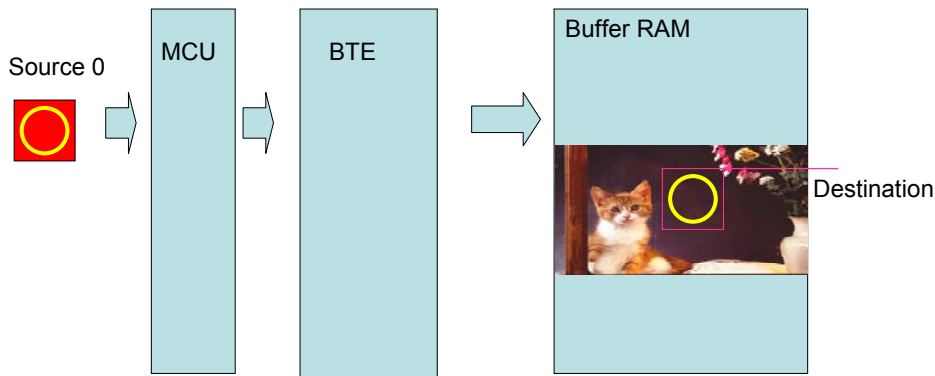 Source 0
MCU
BTE
Buffer RAM
Destination